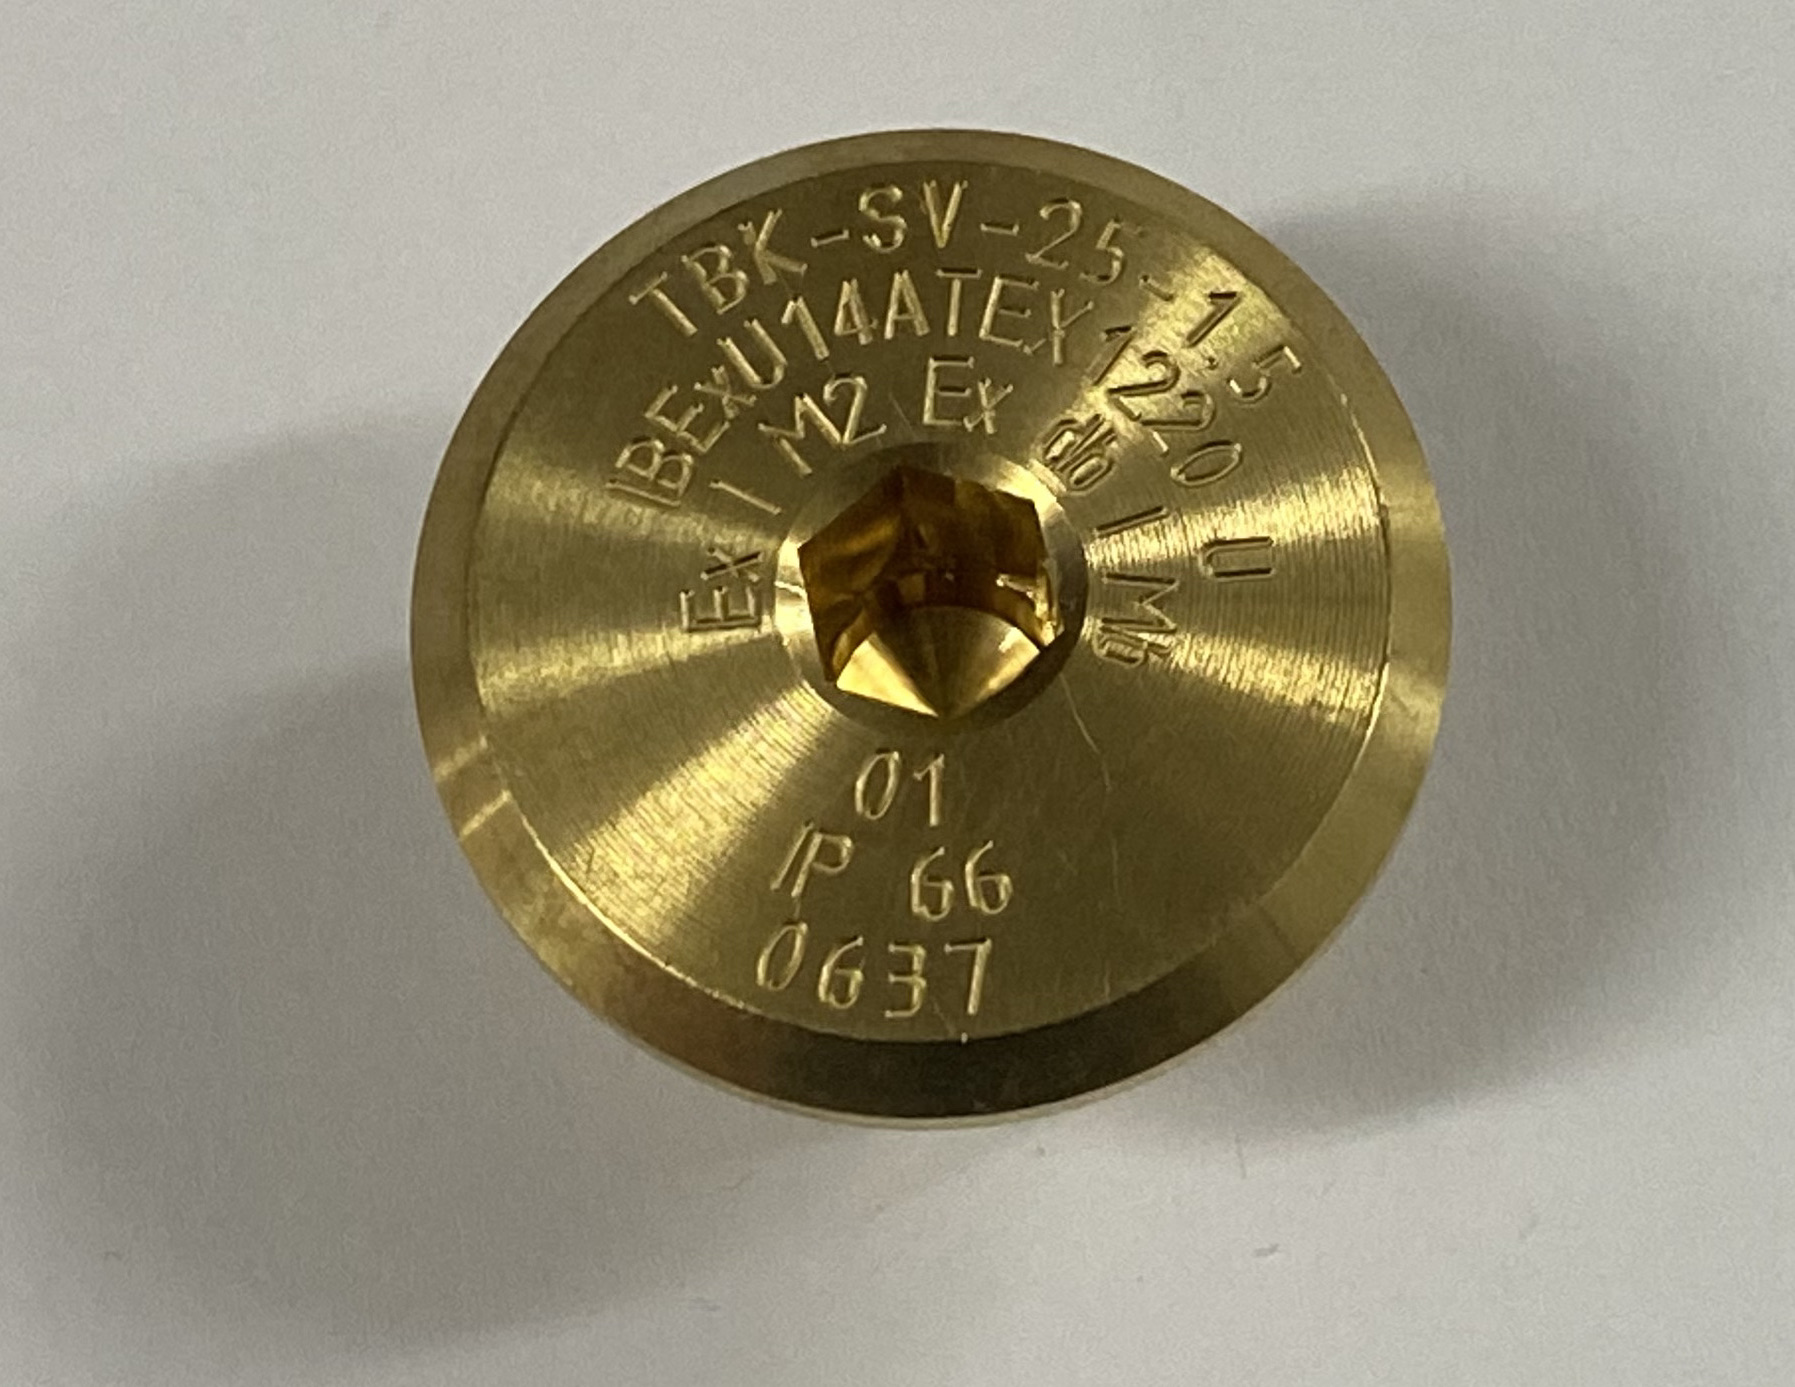 TBK-SV-25-1.5
IBExU14ATEX1220 U
Ex I M2 Ex db I Mb
01
IP 66
0637